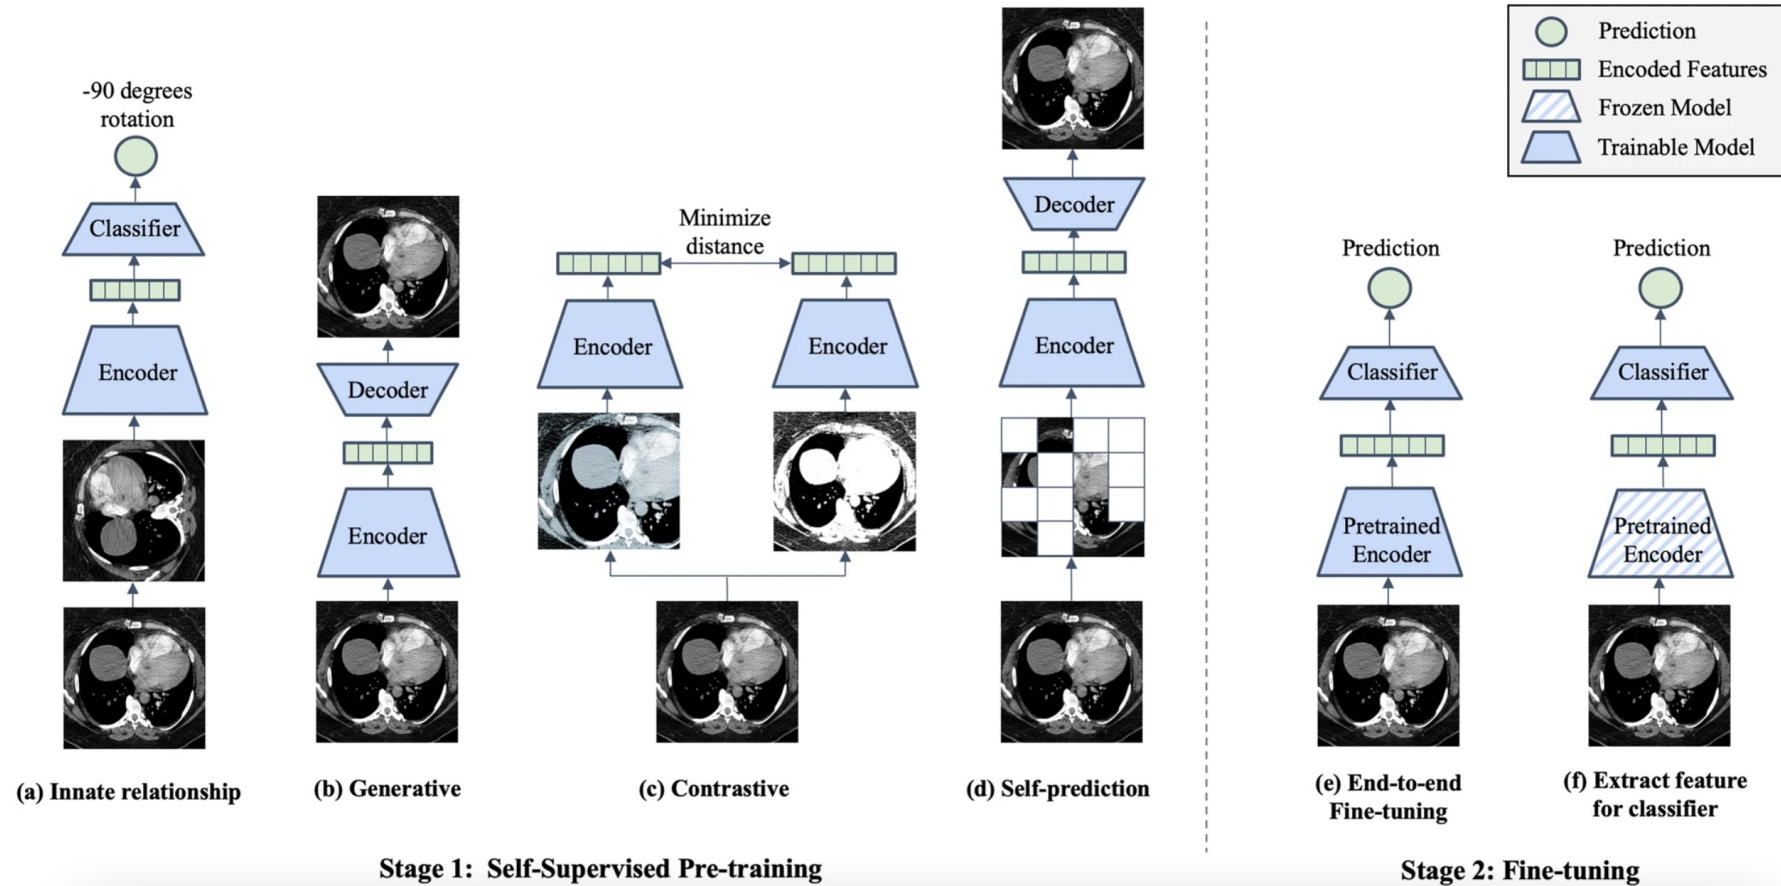 -90 degrees
rotation
Classifier
Encoder
(a) Innate relationship
Decoder
Encoder
(b) Generative
Minimize
distance
Encoder
Encoder
(c) Contrastive
Decoder
Encoder
(d) Self-prediction
Stage 1: Self-Supervised Pre-training
Prediction
Encoded Features
Frozen Model
Trainable Model
Prediction
Classifier
Pretrained
Encoder
(e) End-to-end
Fine-tuning
Prediction
Classifier
Pretrained
Encoder
(f) Extract feature
for classifier
Stage 2: Fine-tuning